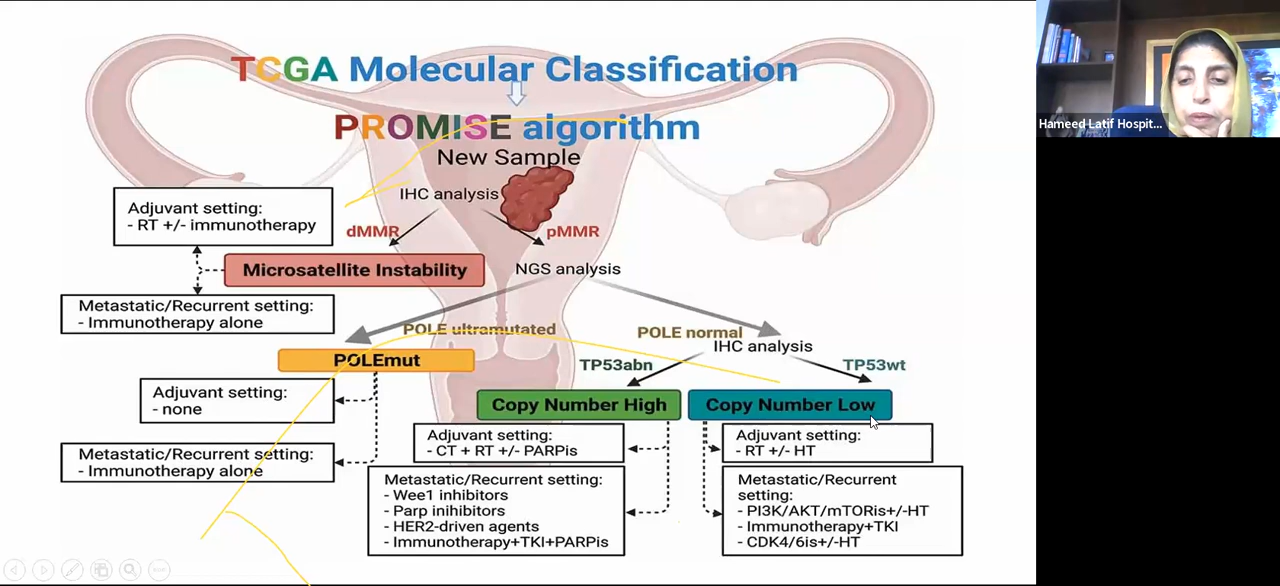 TCGA Molecular Classification
PROMISE algorithm
New Sample
IHC analysis
dMMR
pMMR
Adjuvant setting:
- RT +/- immunotherapy
Microsatellite Instability
Metastatic/Recurrent setting:
- Immunotherapy alone
NGS analysis
POLE ultramutated
POLE normal
POLEmut
Adjuvant setting:
- none
Metastatic/Recurrent setting:
- Immunotherapy alone
IHC analysis
TP53abn
TP53wt
Copy Number High
Adjuvant setting:
- CT + RT +/- PARPis
Metastatic/Recurrent setting:
- Wee1 inhibitors
- Parp inihibitors
- HER2-driven agents
- Immunotherapy+TKI+PARPis
Copy Number Low
Adjuvant setting:
- RT +/- HT
Metastatic/Recurrent
setting:
- PI3K/AKT/mTORis+/-HT
- Immunotherapy+TKI
- CDK4/6is+/-HT
Hameed Latif Hospit...